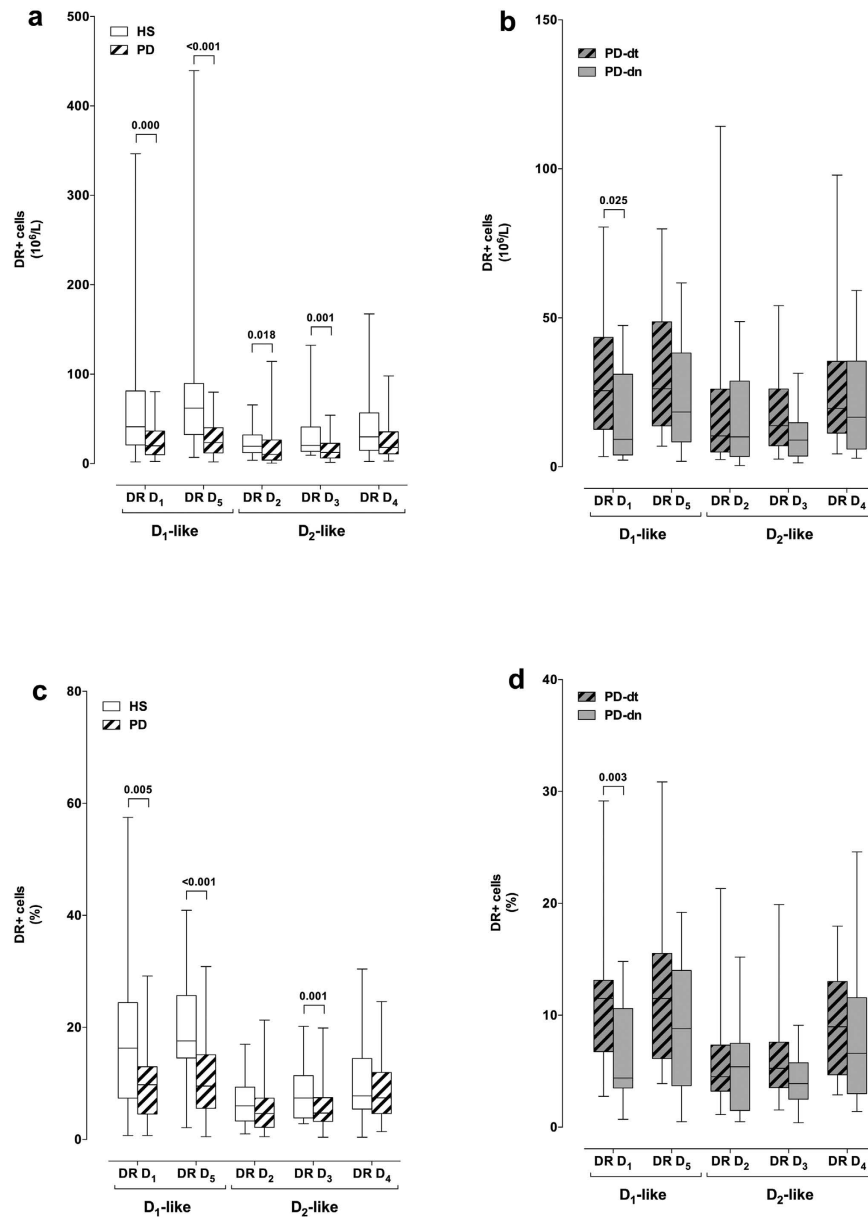 a
HS
PD
DR+ cells
(10⁶/L)
500
400
300
200
100
0
0.000
<0.001
0.018
0.001
DR D₁
DR D₅
DR D₂
DR D₃
DR D₄
D₁-like
D₂-like
b
PD-dt
PD-dn
DR+ cells
(10⁶/L)
150
100
50
0
0.025
DR D₁
DR D₅
DR D₂
DR D₃
DR D₄
D₁-like
D₂-like
c
HS
PD
DR+ cells
(%)
80
60
40
20
0
0.005
<0.001
0.001
DR D₁
DR D₅
DR D₂
DR D₃
DR D₄
D₁-like
D₂-like
d
PD-dt
PD-dn
DR+ cells
(%)
40
30
20
10
0
0.003
DR D₁
DR D₅
DR D₂
DR D₃
DR D₄
D₁-like
D₂-like